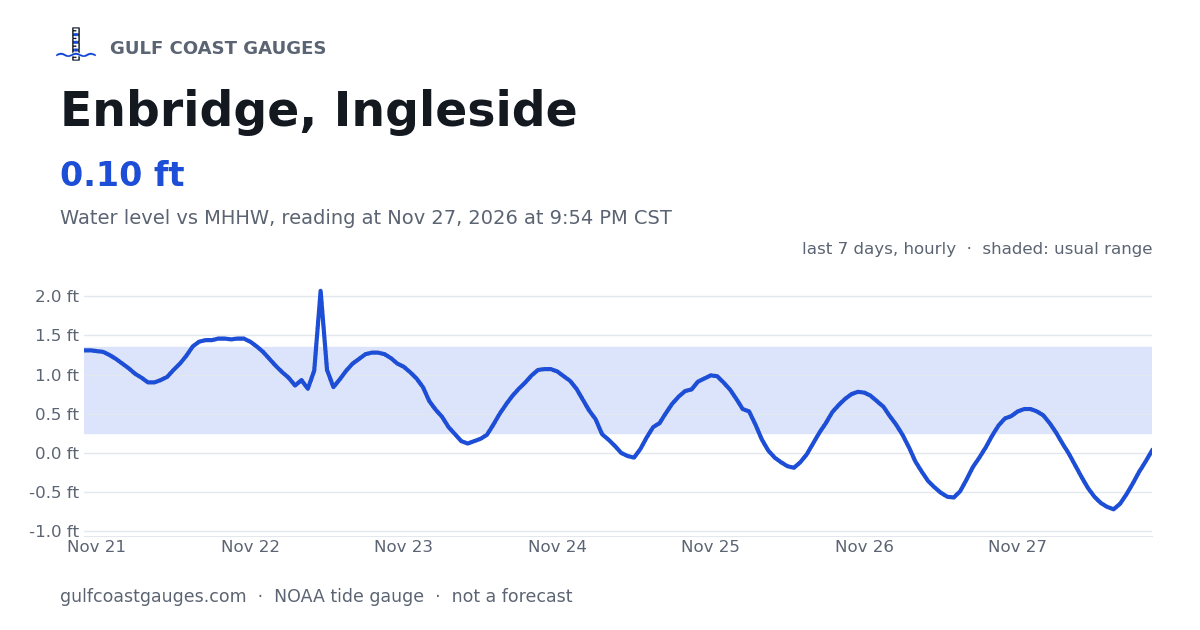 GULF COAST GAUGES
Enbridge, Ingleside
0.10 ft
Water level vs MHHW, reading at Nov 27, 2026 at 9:54 PM CST
last 7 days, hourly · shaded: usual range
2.0 ft
1.5 ft
1.0 ft
0.5 ft
0.0 ft
-0.5 ft
-1.0 ft
Nov 21 Nov 22 Nov 23 Nov 24 Nov 25 Nov 26 Nov 27
gulfcoastgauges.com · NOAA tide gauge · not a forecast